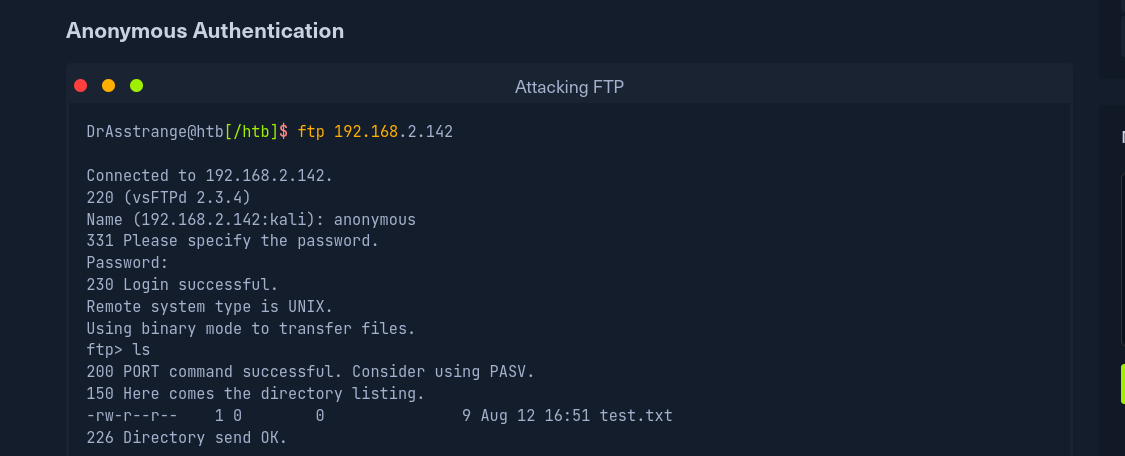 Anonymous Authentication
Attacking FTP
DrAsstrange@htb[/htb]$ ftp 192.168.2.142
Connected to 192.168.2.142.
220 (vsFTPd 2.3.4)
Name (192.168.2.142:kali): anonymous
331 Please specify the password.
Password:
230 Login successful.
Remote system type is UNIX.
Using binary mode to transfer files.
ftp> ls
200 PORT command successful. Consider using PASV.
150 Here comes the directory listing.
-rw-r--r--    1 0        0               9 Aug 12 16:51 test.txt
226 Directory send OK.